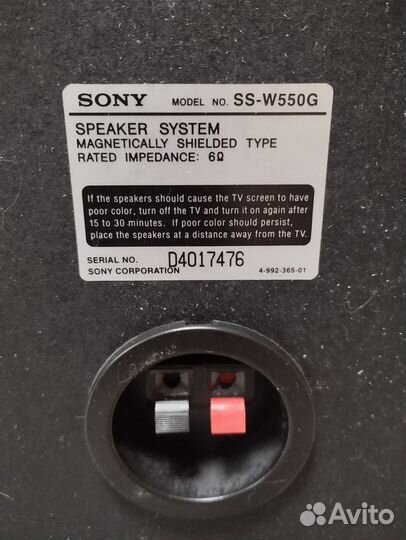 SONY MODEL NO. SS-W550G
SPEAKER SYSTEM
MAGNETICALLY SHIELDED TYPE
RATED IMPEDANCE: 6Ω
If the speakers should cause the TV screen to have
poor color, turn off the TV and turn it on again after
15 to 30 minutes. If poor color should persist,
place the speakers at a distance away from the TV.
SERIAL NO. D4017476
SONY CORPORATION 4-992-365-01
Avito